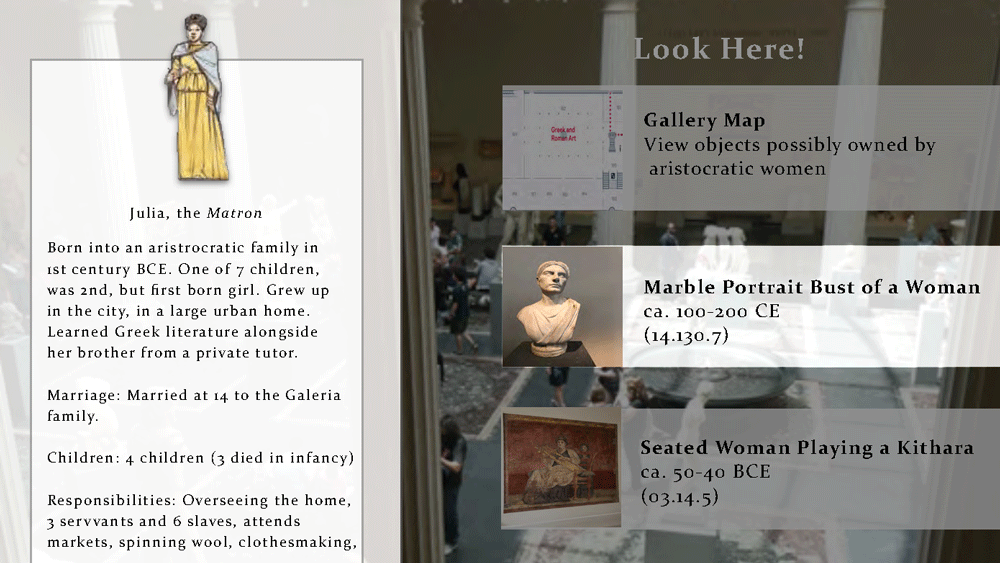 Julia, the Matron
Born into an aristrocratic family in
1st century BCE. One of 7 children,
was 2nd, but first born girl. Grew up
in the city, in a large urban home.
Learned Greek literature alongside
her brother from a private tutor.
Marriage: Married at 14 to the Galeria
family.
Children: 4 children (3 died in infancy)
Responsibilities: Overseeing the home,
3 servvants and 6 slaves, attends
markets, spinning wool, clothesmaking,
Look Here!
Greek and
Roman Art
Gallery Map
View objects possibly owned by
aristocratic women
Marble Portrait Bust of a Woman
ca. 100-200 CE
(14.130.7)
Seated Woman Playing a Kithara
ca. 50-40 BCE
(03.14.5)